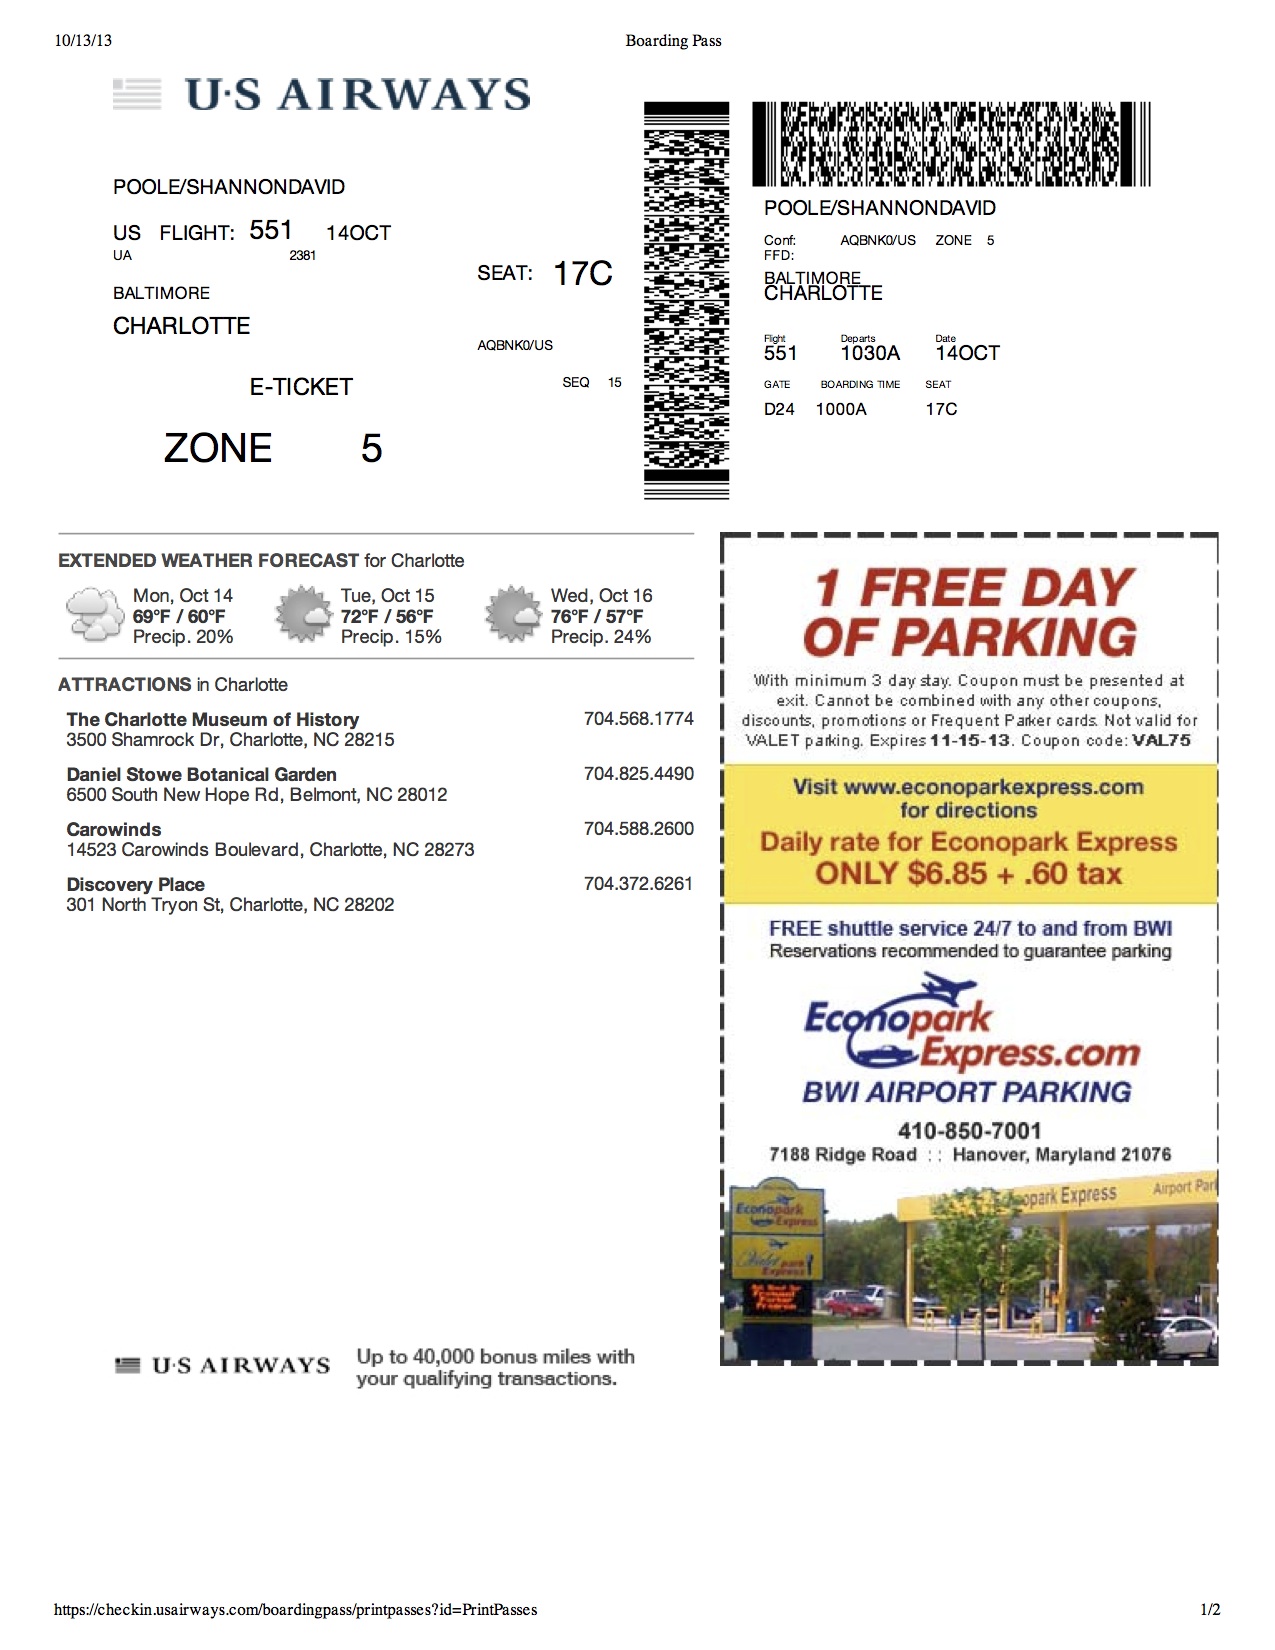 10/13/13
Boarding Pass
U·S AIRWAYS
POOLE/SHANNONDAVID
US FLIGHT: 551 14OCT
UA 2381
SEAT: 17C
BALTIMORE
CHARLOTTE
AQBNK0/US
E-TICKET
SEQ 15
ZONE 5
POOLE/SHANNONDAVID
Conf: AQBNK0/US ZONE 5
FFD:
BALTIMORE
CHARLOTTE
Flight Departs Date
551 1030A 14OCT
GATE BOARDING TIME SEAT
D24 1000A 17C
EXTENDED WEATHER FORECAST for Charlotte
Mon, Oct 14
69°F / 60°F
Precip. 20%
Tue, Oct 15
72°F / 56°F
Precip. 15%
Wed, Oct 16
76°F / 57°F
Precip. 24%
ATTRACTIONS in Charlotte
The Charlotte Museum of History 704.568.1774
3500 Shamrock Dr, Charlotte, NC 28215
Daniel Stowe Botanical Garden 704.825.4490
6500 South New Hope Rd, Belmont, NC 28012
Carowinds 704.588.2600
14523 Carowinds Boulevard, Charlotte, NC 28273
Discovery Place 704.372.6261
301 North Tryon St, Charlotte, NC 28202
1 FREE DAY
OF PARKING
With minimum 3 day stay. Coupon must be presented at
exit. Cannot be combined with any other coupons,
discounts, promotions or Frequent Parker cards. Not valid for
VALET parking. Expires 11-15-13. Coupon code: VAL75
Visit www.econoparkexpress.com
for directions
Daily rate for Econopark Express
ONLY $6.85 + .60 tax
FREE shuttle service 24/7 to and from BWI
Reservations recommended to guarantee parking
Econopark
Express.com
BWI AIRPORT PARKING
410-850-7001
7188 Ridge Road :: Hanover, Maryland 21076
Econopark
Express
Express
opark Express
Airport Par
U·S AIRWAYS
Up to 40,000 bonus miles with
your qualifying transactions.
https://checkin.usairways.com/boardingpass/printpasses?id=PrintPasses
1/2